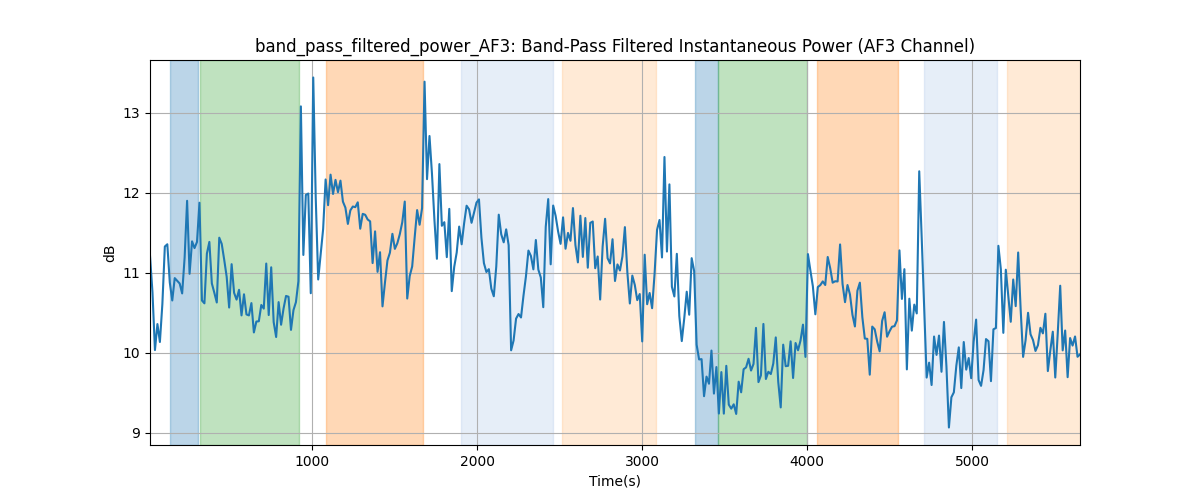 band_pass_filtered_power_AF3: Band-Pass Filtered Instantaneous Power (AF3 Channel)
13
12
11
10
9
dB
1000 2000 3000 4000 5000
Time(s)